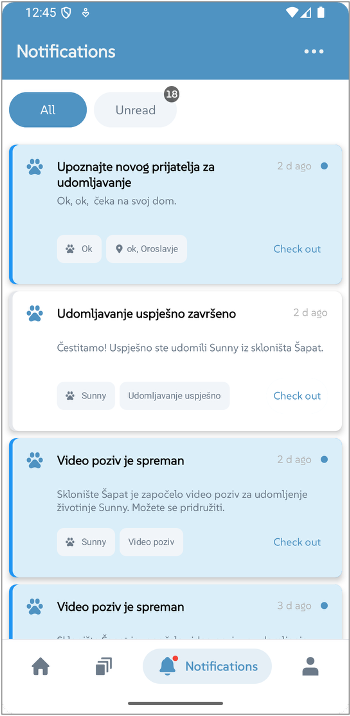 12:45
Notifications
All
Unread
18
Upoznajte novog prijatelja za
udomljavanje
2 d ago
Ok, ok, čeka na svoj dom.
Ok
ok, Oroslavje
Check out
Udomljavanje uspješno završeno
2 d ago
Čestitamo! Uspješno ste udomili Sunny iz skloništa Šapat.
Sunny
Udomljavanje uspješno
Check out
Video poziv je spreman
2 d ago
Sklonište Šapat je započelo video poziv za udomljenje
životinje Sunny. Možete se pridružiti.
Sunny
Video poziv
Check out
Video poziv je spreman
3 d ago
Notifications